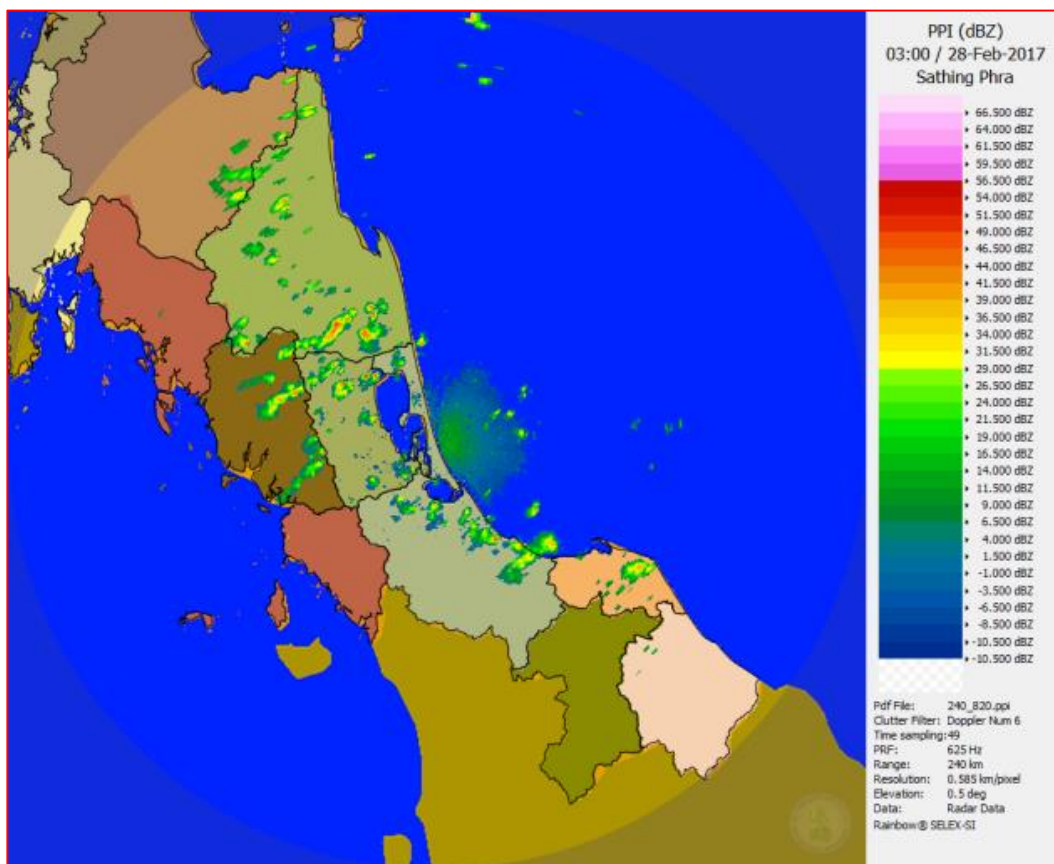 PPI (dBZ)
03:00 / 28-Feb-2017
Sathing Phra
66.500 dBZ
64.000 dBZ
61.500 dBZ
59.500 dBZ
56.500 dBZ
54.000 dBZ
51.500 dBZ
49.000 dBZ
46.500 dBZ
44.000 dBZ
41.500 dBZ
39.000 dBZ
36.500 dBZ
34.000 dBZ
31.500 dBZ
29.000 dBZ
26.500 dBZ
24.000 dBZ
21.500 dBZ
19.000 dBZ
16.500 dBZ
14.000 dBZ
11.500 dBZ
9.000 dBZ
6.500 dBZ
4.000 dBZ
1.500 dBZ
-1.000 dBZ
-3.500 dBZ
-6.500 dBZ
-8.500 dBZ
-10.500 dBZ
-10.500 dBZ
Pdf File: 240_820.ppi
Clutter Filter: Doppler Num 6
Time sampling:49
PRF: 625 Hz
Range: 240 km
Resolution: 0.585 km/pixel
Elevation: 0.5 deg
Data: Radar Data
Rainbow® SELEX-SI